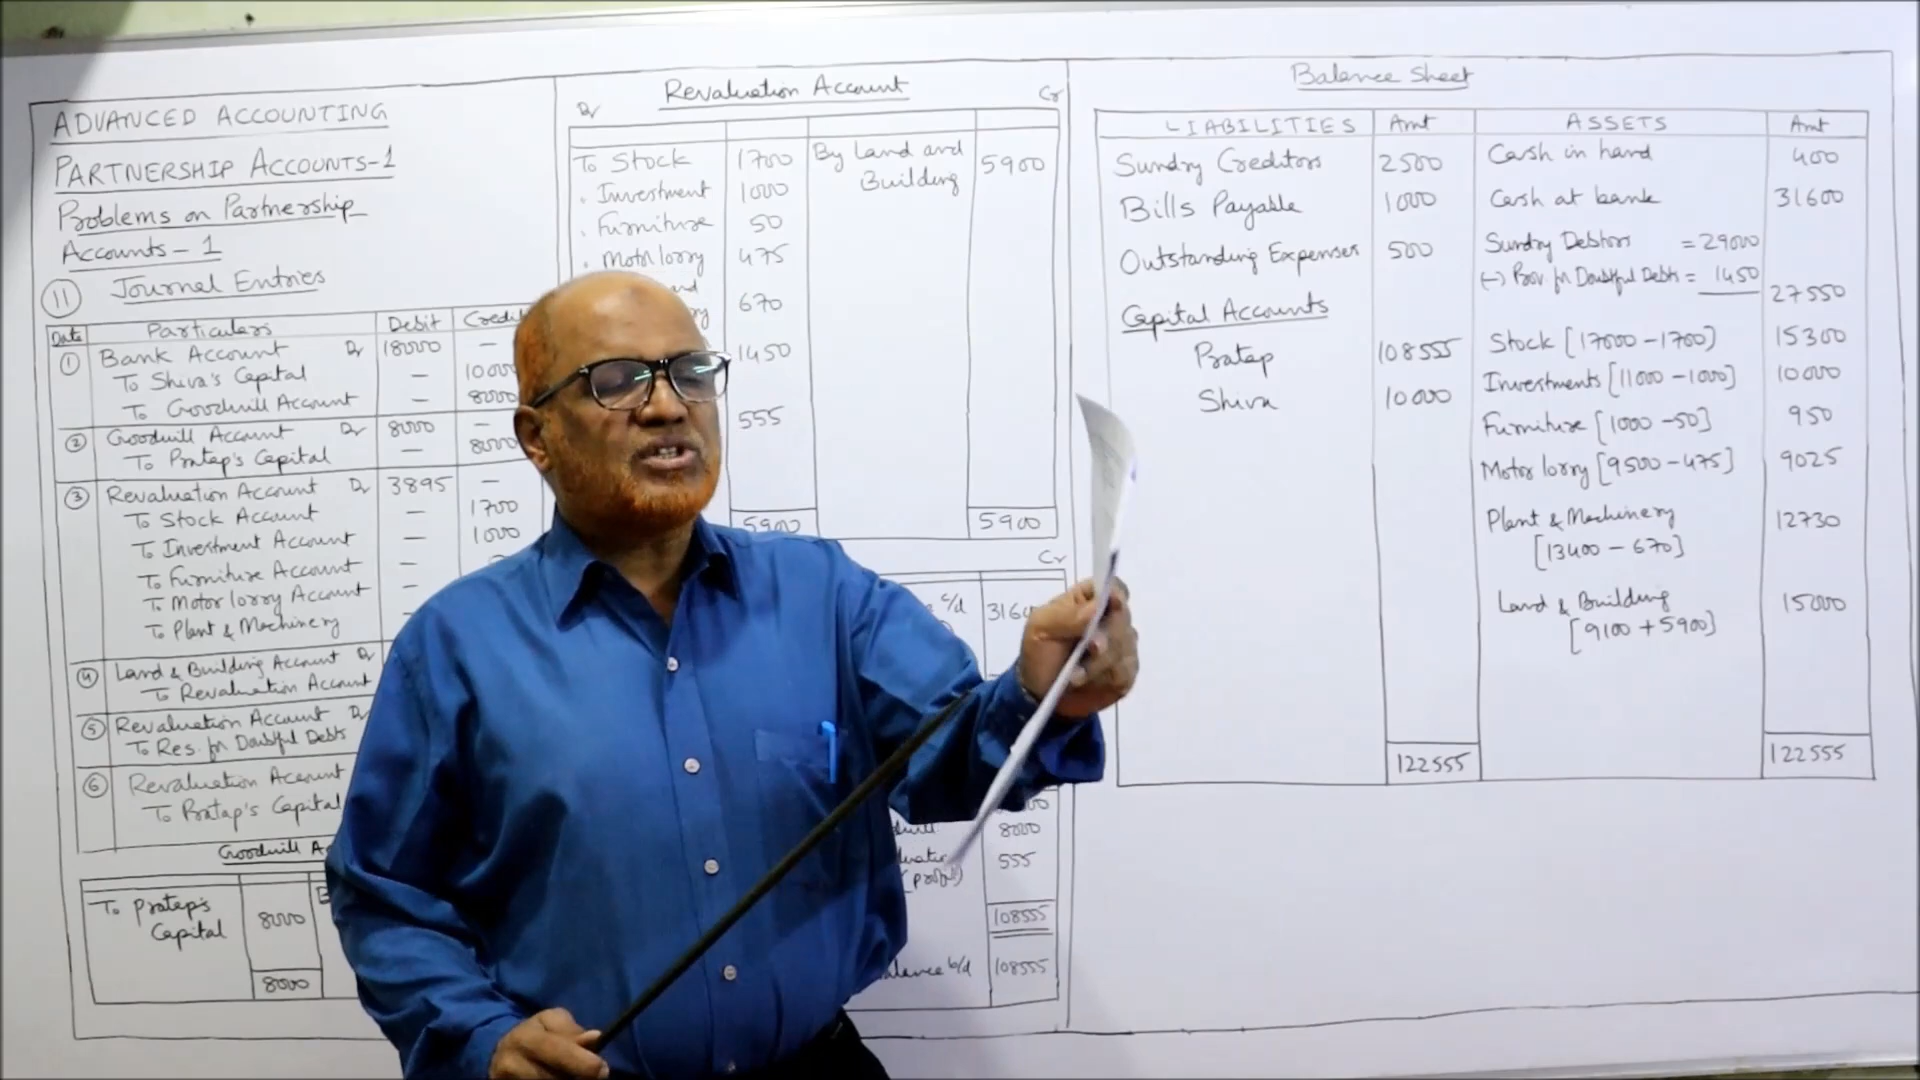 ADVANCED ACCOUNTING
PARTNERSHIP ACCOUNTS-1
Problems on Partnership
Accounts - 1
11 Journal Entries
Date Particulars Debit
1 Bank Account Dr 18000 —
To Shiva's Capital — 10000
To Goodwill Account — 8000
2 Goodwill Account Dr 8000 —
To Pratap's Capital — 8000
3 Revaluation Account Dr 3895 —
To Stock Account — 1700
To Investment Account — 1000
To Furniture Account —
To Motor lorry Account —
To Plant & Machinery —
4 Land & Building Account Dr
To Revaluation Account
5 Revaluation Account Dr
To Res. for Doubtful Debts
6 Revaluation Account
To Pratap's Capital
Goodwill
To Pratap's 8000
Capital
8000
Revaluation Account
Dr Cr
To Stock 1700 By Land and 5900
" Investment 1000 Building
" Furniture 50
" Motor lorry 475
670
1450
555
5900 5900
Cr
c/d
8000
555
(profit)
108555
b/d 108555
Balance Sheet
LIABILITIES Amt ASSETS Amt
Sundry Creditors 2500 Cash in hand 400
Bills Payable 1000 Cash at bank 31600
Outstanding Expenses 500 Sundry Debtors = 29000
(-) Prov. for Doubtful Debts = 1450 27550
Capital Accounts
Pratap 108555 Stock [17000 - 1700] 15300
Shiva 10000 Investments [11000 - 1000] 10000
Furniture [1000 - 50] 950
Motor lorry [9500 - 475] 9025
Plant & Machinery 12730
[13400 - 670]
Land & Building 15000
[9100 + 5900]
122555 122555